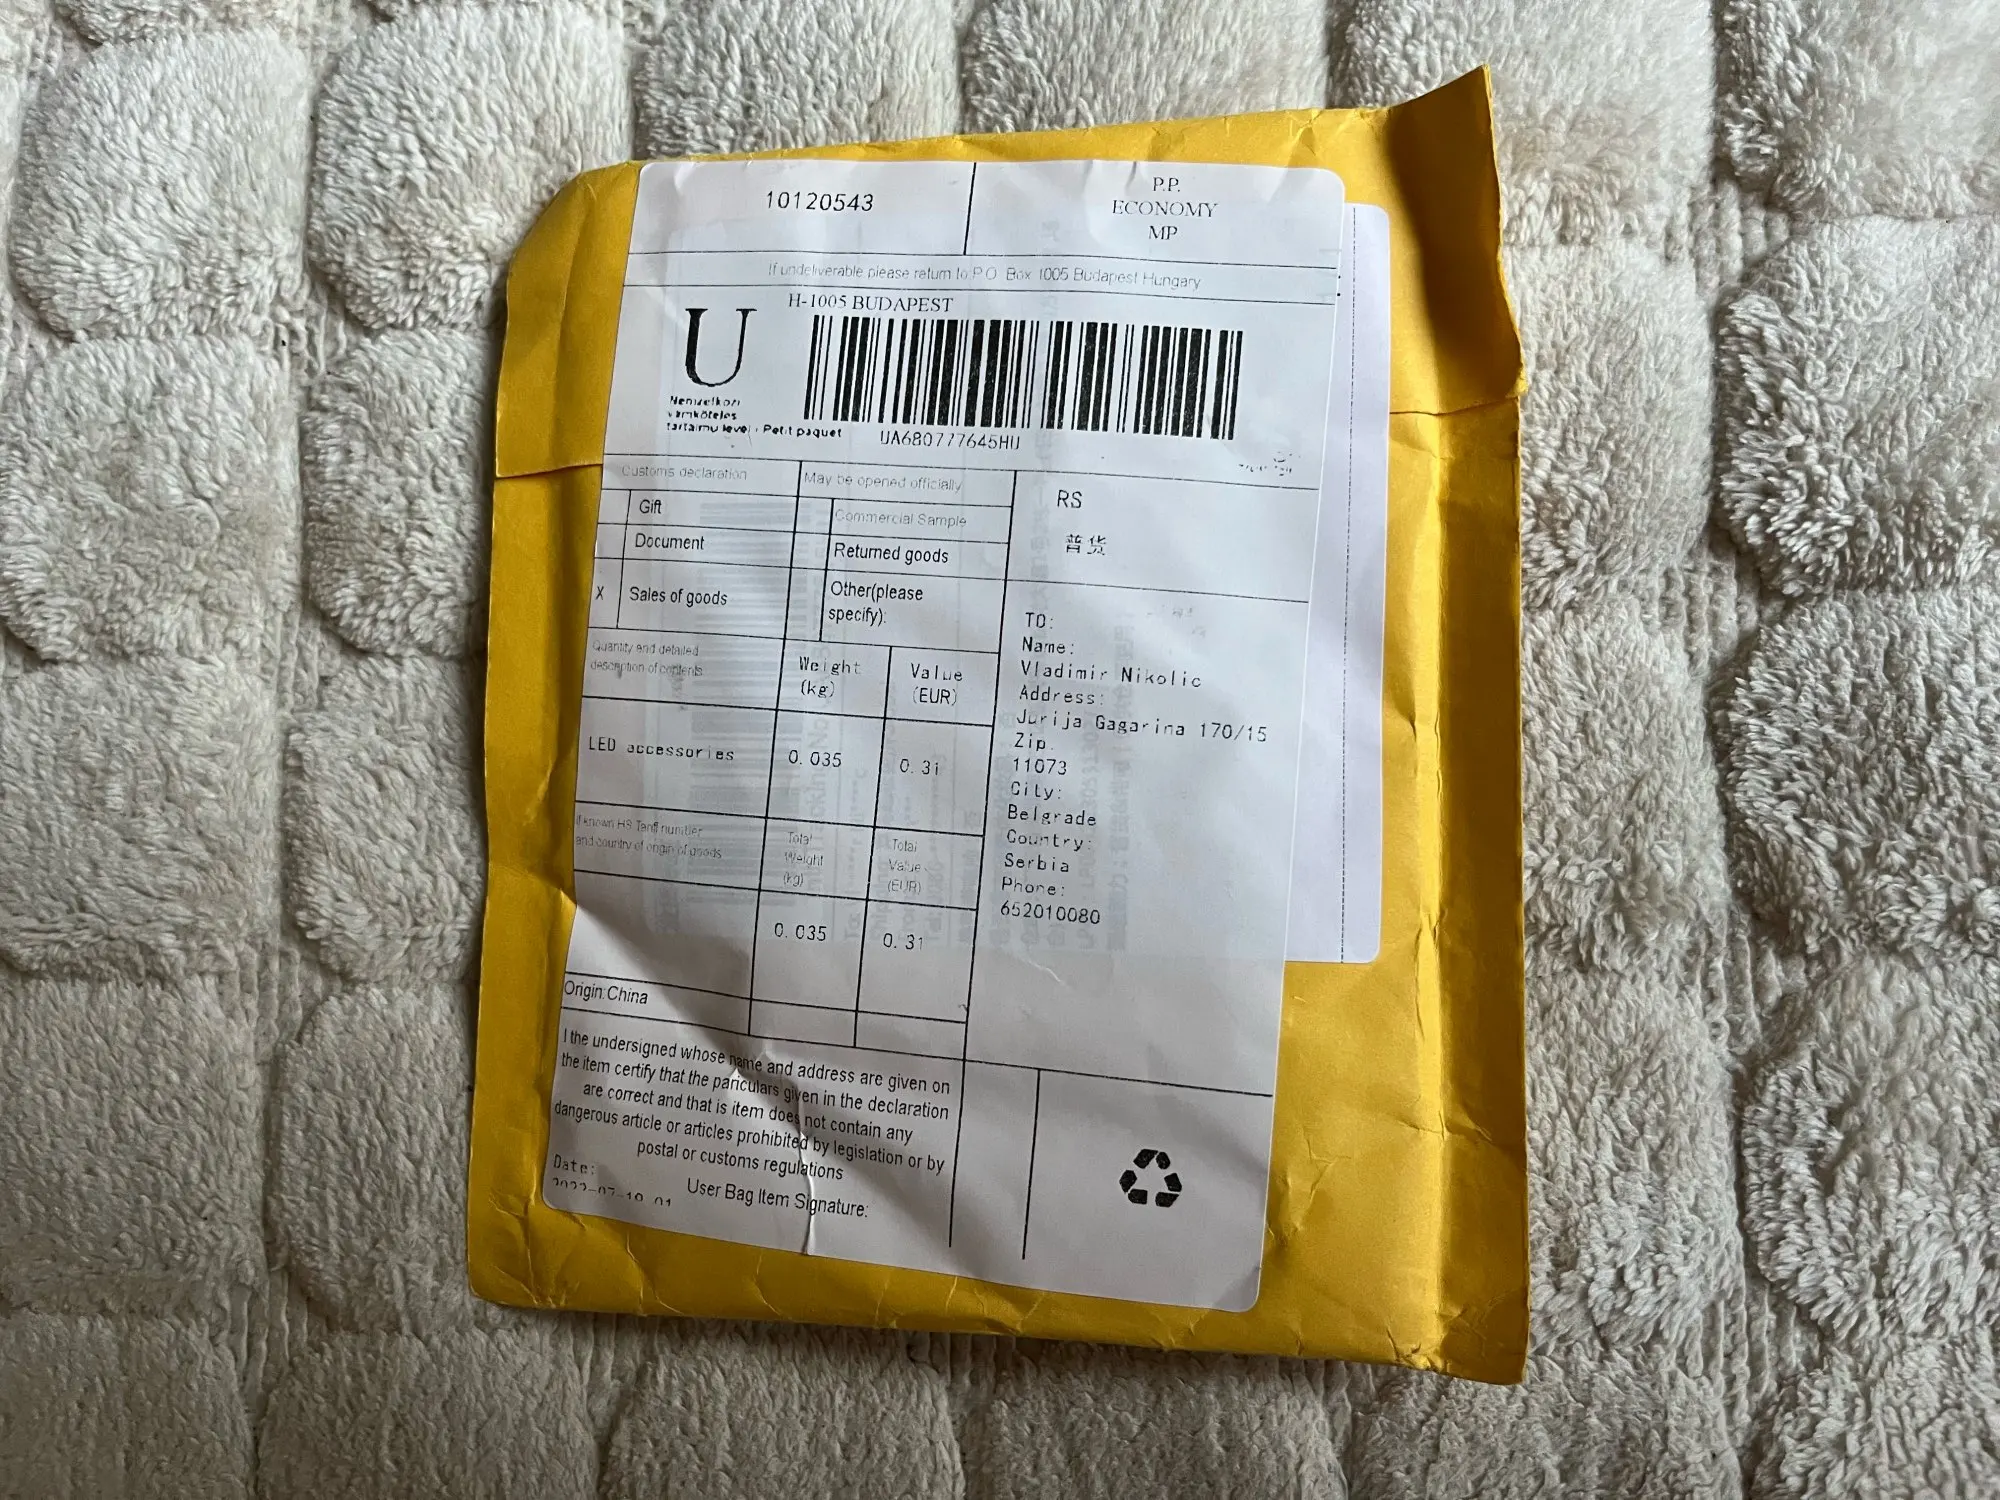 10120543
P.P.
ECONOMY
MP
If undeliverable please return to P.O. Box 1005 Budapest Hungary
H-1005 BUDAPEST
U
Nemzetközi
vámköteles
tartalmú levél - Petit paquet
UA680777645HU
Customs declaration
May be opened officially
Gift
Commercial Sample
Document
Returned goods
X
Sales of goods
Other(please
specify):
RS
普货
Quantity and detailed
description of contents
Weight
(kg)
Value
(EUR)
LED accessories
0.035
0.31
If known HS Tariff number
and country of origin of goods
Total
Weight
(kg)
Total
Value
(EUR)
0.035
0.31
Origin:China
TO:
Name:
Vladimir Nikolic
Address:
Jurija Gagarina 170/15
Zip.
11073
City:
Belgrade
Country:
Serbia
Phone:
652010080
I the undersigned whose name and address are given on
the item certify that the pariculars given in the declaration
are correct and that is item does not contain any
dangerous article or articles prohibited by legislation or by
postal or customs regulations
Date:
User Bag Item Signature: